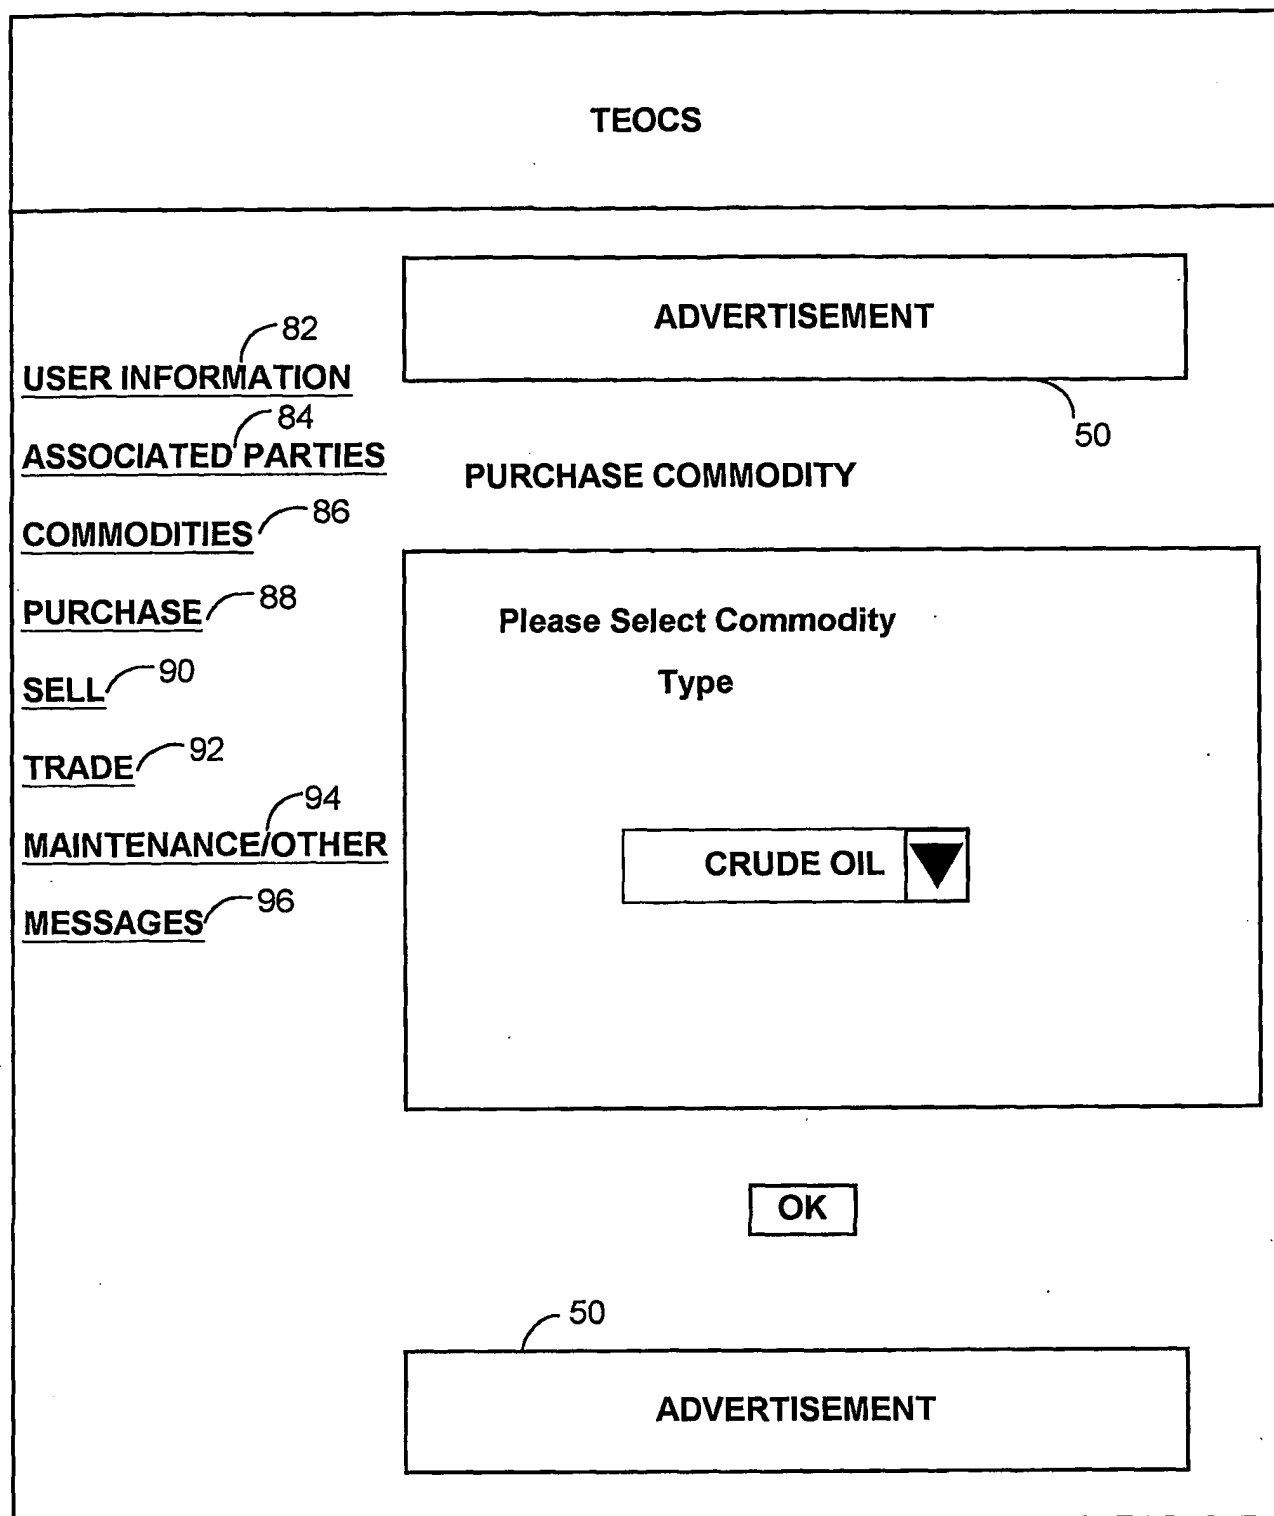 TEOCS
ADVERTISEMENT
50
82
USER INFORMATION
84
ASSOCIATED PARTIES
86
COMMODITIES
88
PURCHASE
90
SELL
92
TRADE
94
MAINTENANCE/OTHER
96
MESSAGES
PURCHASE COMMODITY
Please Select Commodity
Type
CRUDE OIL
OK
50
ADVERTISEMENT